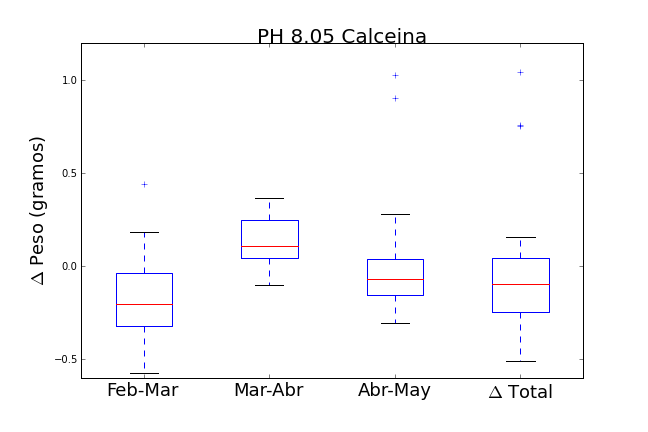 PH 8.05 Calceina
Δ Peso (gramos)
1.0
0.5
0.0
−0.5
Feb-Mar Mar-Abr Abr-May Δ Total